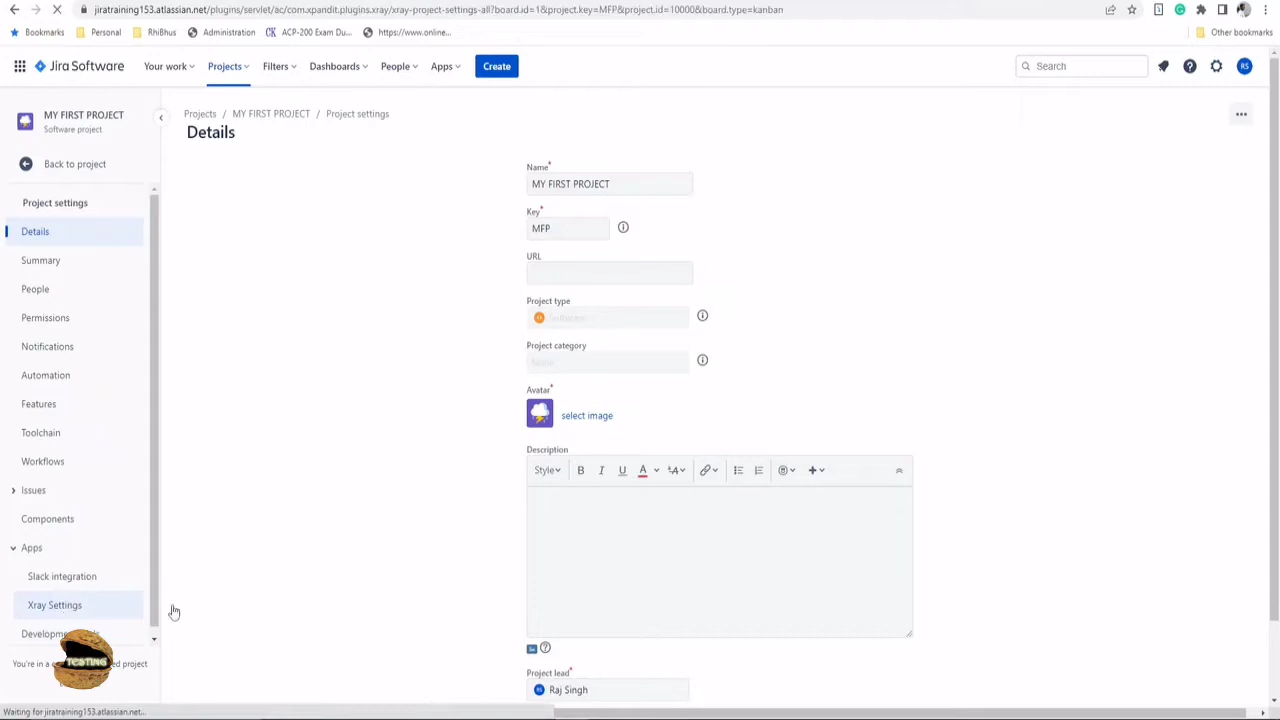 jiratraining153.atlassian.net/plugins/servlet/ac/com.xpandit.plugins.xray/xray-project-settings-all?board.id=1&project.key=MFP&project.id=10000&board.type=kanban
Bookmarks Personal RhiBhus Administration ACP-200 Exam Du... https://www.online... Other bookmarks
Jira Software Your work Projects Filters Dashboards People Apps Create Search RS
MY FIRST PROJECT
Software project
Back to project
Project settings
Details
Summary
People
Permissions
Notifications
Automation
Features
Toolchain
Workflows
Issues
Components
Apps
Slack integration
Xray Settings
TESTING
You're in a
project
Projects / MY FIRST PROJECT / Project settings
Details
Name*
MY FIRST PROJECT
Key*
MFP
URL
Project type
Software
Project category
None
Avatar*
select image
Description
Style B I U A
Project lead*
RS Raj Singh
Waiting for jiratraining153.atlassian.net...